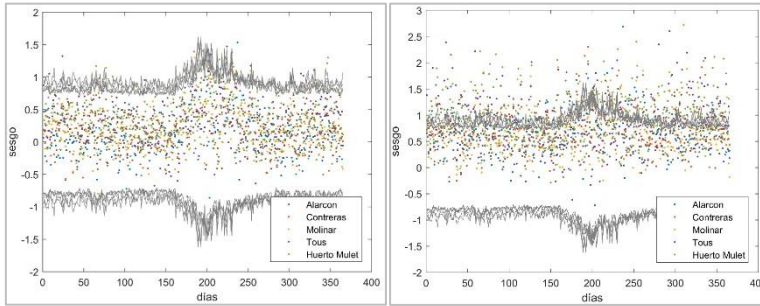 2
1.5
1
0.5
0
-0.5
-1
-1.5
-2
sesgo
0 50 100 150 200 250 300 350 400
días
Alarcon
Contreras
Molinar
Tous
Huerto Mulet
3
2.5
2
1.5
1
0.5
0
-0.5
-1
-1.5
-2
sesgo
0 50 100 150 200 250 300 350 400
días
Alarcon
Contreras
Molinar
Tous
Huerto Mulet